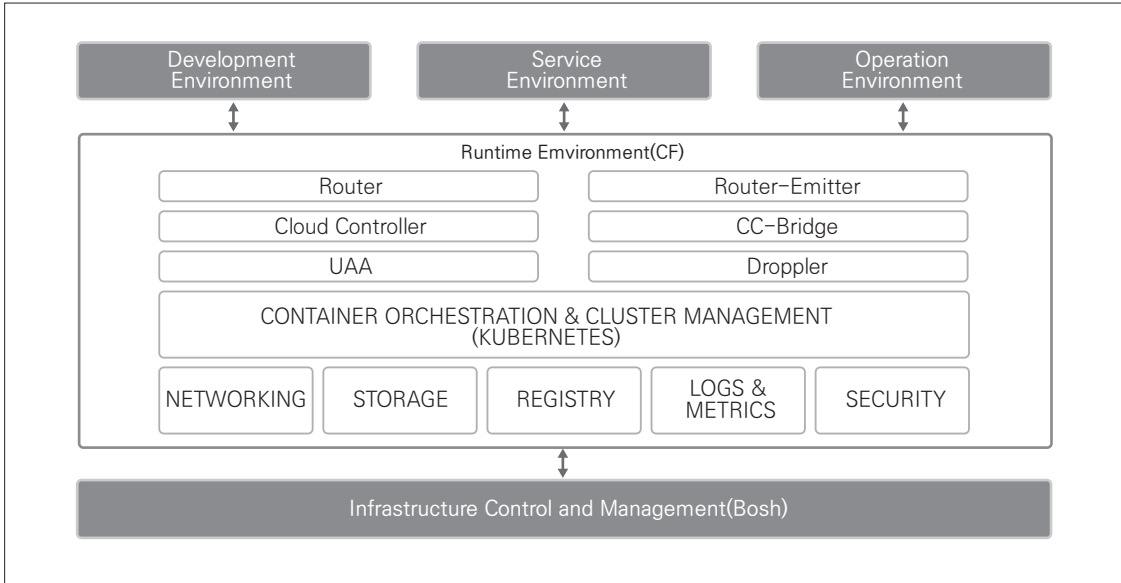 Development
Environment
Service
Environment
Operation
Environment
Runtime Emvironment(CF)
Router
Router-Emitter
Cloud Controller
CC-Bridge
UAA
Droppler
CONTAINER ORCHESTRATION & CLUSTER MANAGEMENT
(KUBERNETES)
NETWORKING
STORAGE
REGISTRY
LOGS &
METRICS
SECURITY
Infrastructure Control and Management(Bosh)